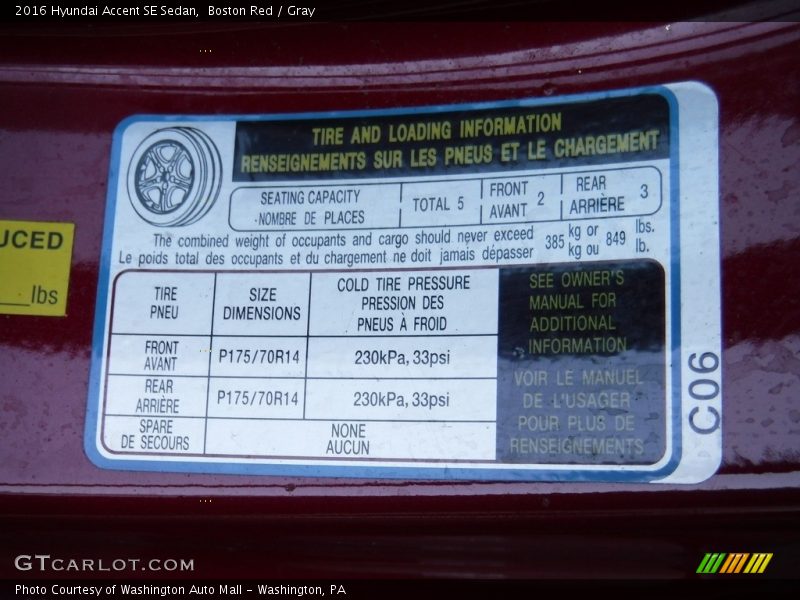 2016 Hyundai Accent SE Sedan,  Boston Red / Gray
TIRE AND LOADING INFORMATION
RENSEIGNEMENTS SUR LES PNEUS ET LE CHARGEMENT
SEATING CAPACITY
NOMBRE DE PLACES
TOTAL 5
FRONT
AVANT
2
REAR
ARRIÈRE
3
The combined weight of occupants and cargo should never exceed
Le poids total des occupants et du chargement ne doit jamais dépasser
385 kg or 849 lbs.
kg ou lb.
UCED
lbs
TIRE
PNEU
SIZE
DIMENSIONS
COLD TIRE PRESSURE
PRESSION DES
PNEUS À FROID
FRONT
AVANT
P175/70R14
230kPa, 33psi
REAR
ARRIÈRE
P175/70R14
230kPa, 33psi
SPARE
DE SECOURS
NONE
AUCUN
SEE OWNER'S
MANUAL FOR
ADDITIONAL
INFORMATION
VOIR LE MANUEL
DE L'USAGER
POUR PLUS DE
RENSEIGNEMENTS
C06
GTCARLOT.COM
Photo Courtesy of Washington Auto Mall - Washington, PA